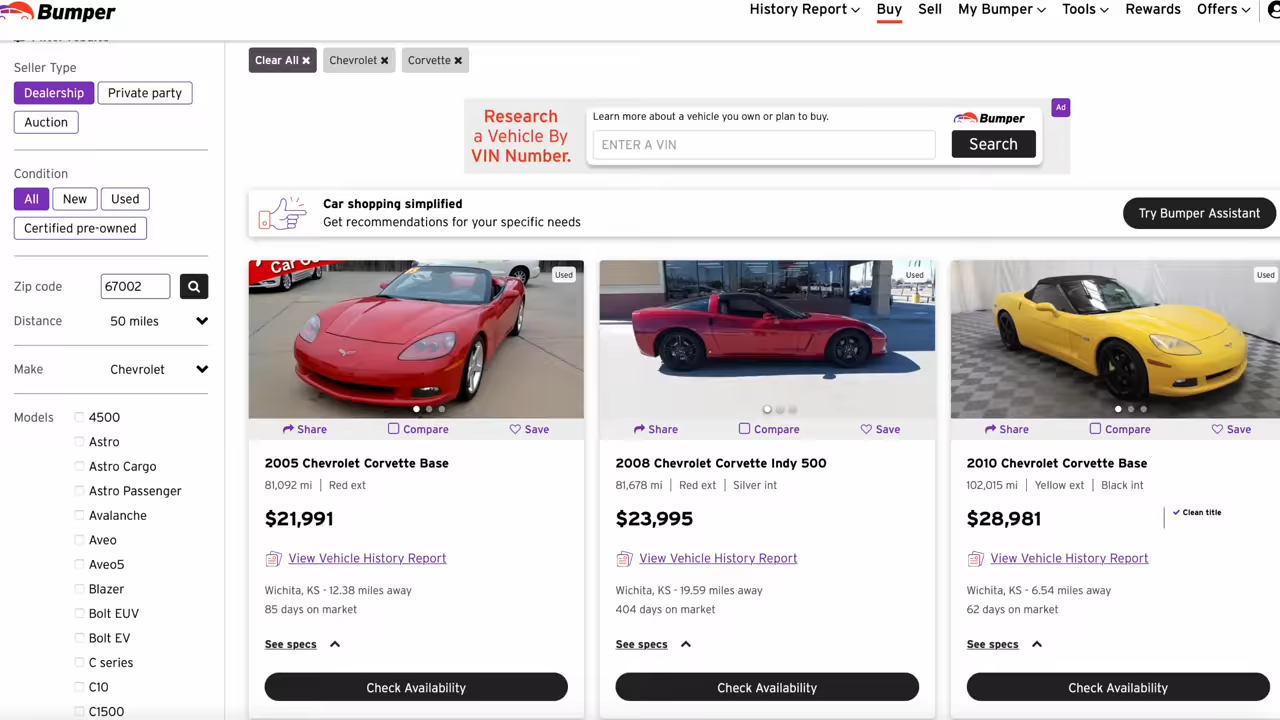 Bumper
History Report
Buy
Sell
My Bumper
Tools
Rewards
Offers
Filter results
Seller Type
Dealership
Private party
Auction
Condition
All
New
Used
Certified pre-owned
Zip code
67002
Distance
50 miles
Make
Chevrolet
Models
4500
Astro
Astro Cargo
Astro Passenger
Avalanche
Aveo
Aveo5
Blazer
Bolt EUV
Bolt EV
C series
C10
C1500
Clear All ×
Chevrolet ×
Corvette ×
Research
a Vehicle By
VIN Number.
Learn more about a vehicle you own or plan to buy.
ENTER A VIN
Bumper
Search
Ad
Car shopping simplified
Get recommendations for your specific needs
Try Bumper Assistant
Used
Share
Compare
Save
2005 Chevrolet Corvette Base
81,092 mi | Red ext
$21,991
View Vehicle History Report
Wichita, KS - 12.38 miles away
85 days on market
See specs
Check Availability
Used
Share
Compare
Save
2008 Chevrolet Corvette Indy 500
81,678 mi | Red ext | Silver int
$23,995
View Vehicle History Report
Wichita, KS - 19.59 miles away
404 days on market
See specs
Check Availability
Used
Share
Compare
Save
2010 Chevrolet Corvette Base
102,015 mi | Yellow ext | Black int
$28,981
Clean title
View Vehicle History Report
Wichita, KS - 6.54 miles away
62 days on market
See specs
Check Availability